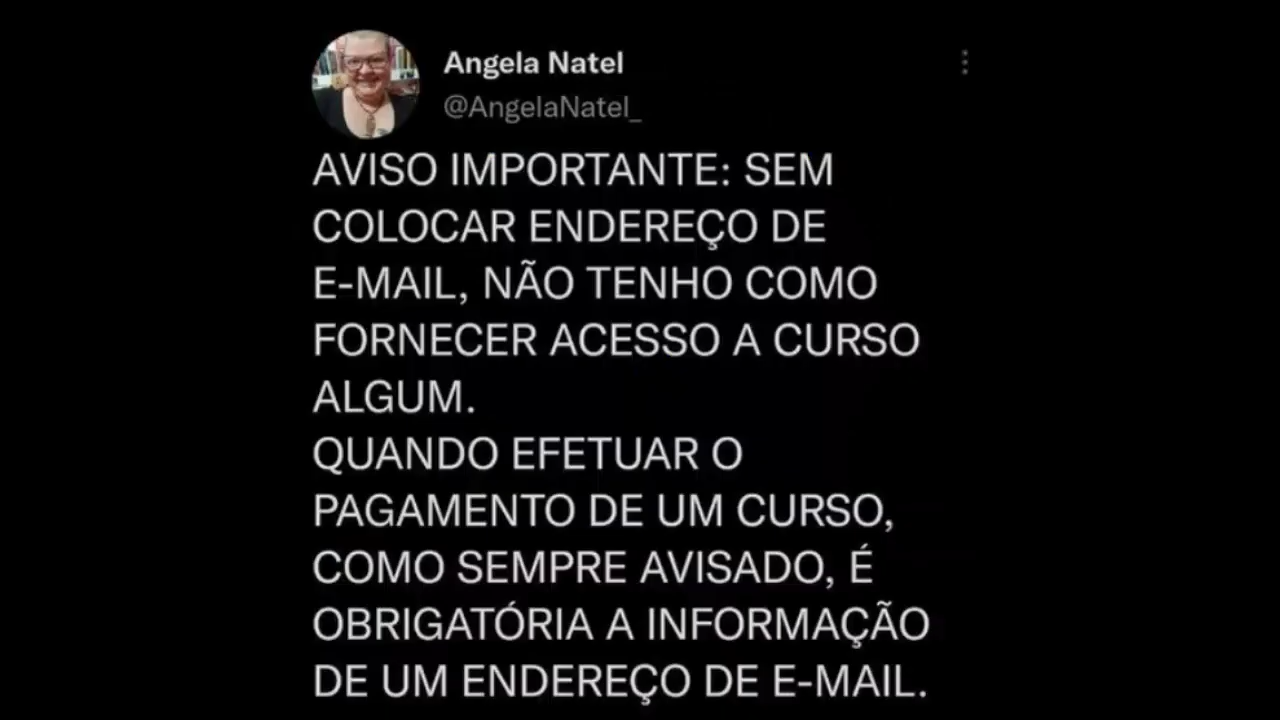 Angela Natel
@AngelaNatel_
AVISO IMPORTANTE: SEM
COLOCAR ENDEREÇO DE
E-MAIL, NÃO TENHO COMO
FORNECER ACESSO A CURSO
ALGUM.
QUANDO EFETUAR O
PAGAMENTO DE UM CURSO,
COMO SEMPRE AVISADO, É
OBRIGATÓRIA A INFORMAÇÃO
DE UM ENDEREÇO DE E-MAIL.